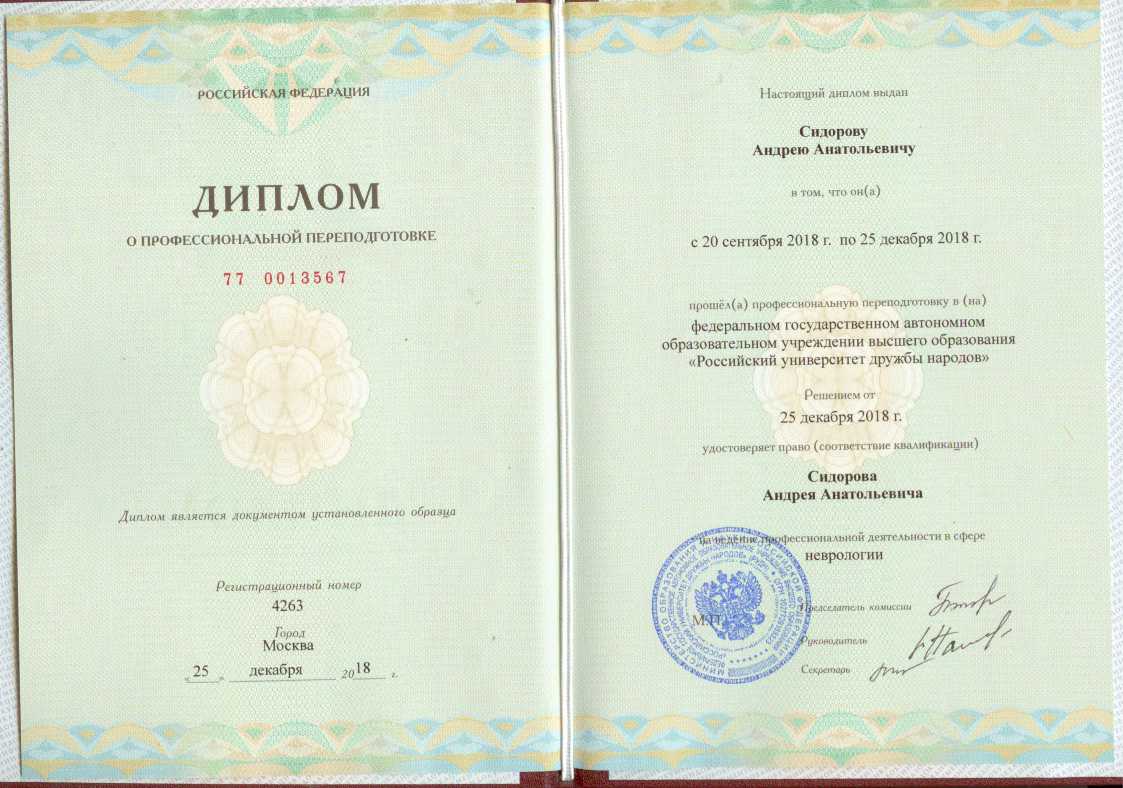 РОССИЙСКАЯ ФЕДЕРАЦИЯ
ДИПЛОМ
О ПРОФЕССИОНАЛЬНОЙ ПЕРЕПОДГОТОВКЕ
77 0013567
Диплом является документом установленного образца
Регистрационный номер
4263
Город
Москва
«25» декабря 2018 г.
Настоящий диплом выдан
Сидорову
Андрею Анатольевичу
в том, что он(а)
с 20 сентября 2018 г. по 25 декабря 2018 г.
прошёл(а) профессиональную переподготовку в (на)
федеральном государственном автономном
образовательном учреждении высшего образования
«Российский университет дружбы народов»
Решением от
25 декабря 2018 г.
удостоверяет право (соответствие квалификации)
Сидорова
Андрея Анатольевича
на ведение профессиональной деятельности в сфере
неврологии
Председатель комиссии
М.П.
Руководитель
Секретарь